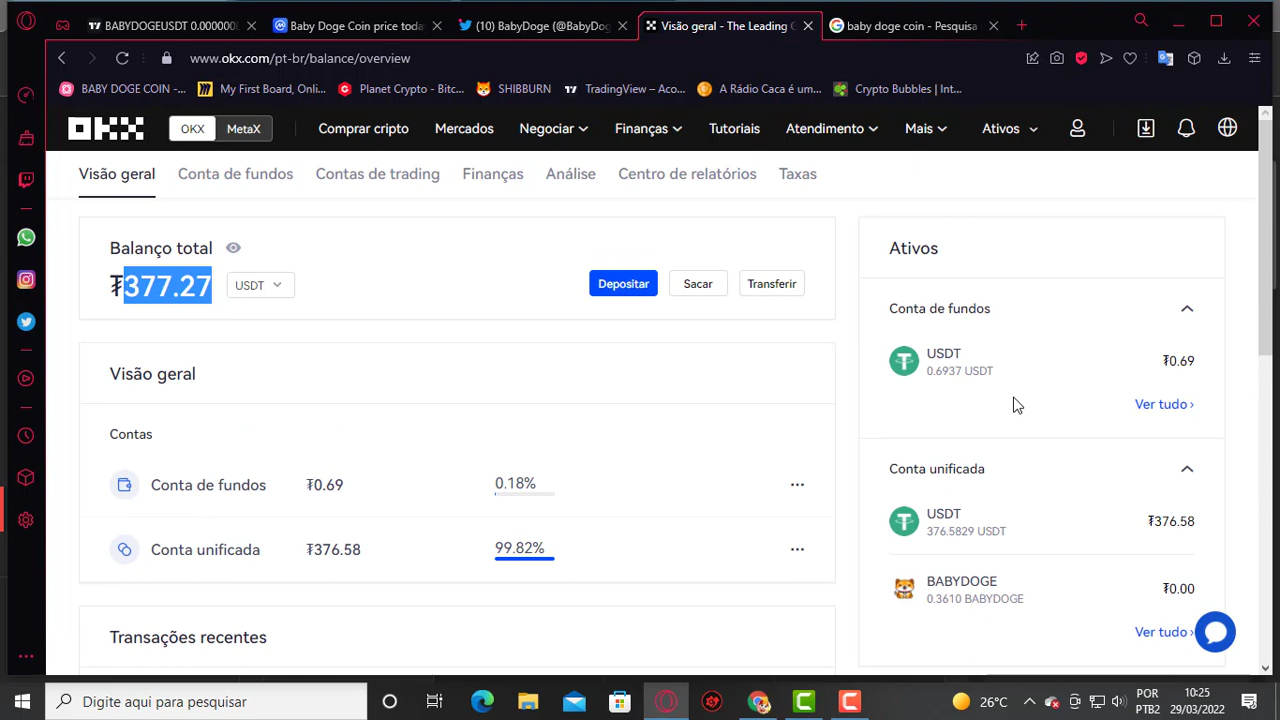 BABYDOGEUSDT 0.0000000
Baby Doge Coin price toda
(10) BabyDoge (@BabyDog
Visão geral - The Leading C
baby doge coin - Pesquisa
www.okx.com/pt-br/balance/overview
BABY DOGE COIN -...
My First Board, Onli...
Planet Crypto - Bitc...
SHIBBURN
TradingView – Aco...
A Rádio Caca é um...
Crypto Bubbles | Int...
OKX
OKX
MetaX
Comprar cripto
Mercados
Negociar
Finanças
Tutoriais
Atendimento
Mais
Ativos
Visão geral
Conta de fundos
Contas de trading
Finanças
Análise
Centro de relatórios
Taxas
Balanço total
₮377.27
USDT
Depositar
Sacar
Transferir
Visão geral
Contas
Conta de fundos ₮0.69 0.18%
Conta unificada ₮376.58 99.82%
Transações recentes
Ativos
Conta de fundos
USDT ₮0.69
0.6937 USDT
Ver tudo ›
Conta unificada
USDT ₮376.58
376.5829 USDT
BABYDOGE ₮0.00
0.3610 BABYDOGE
Ver tudo ›
Digite aqui para pesquisar
26°C
POR
PTB2
10:25
29/03/2022